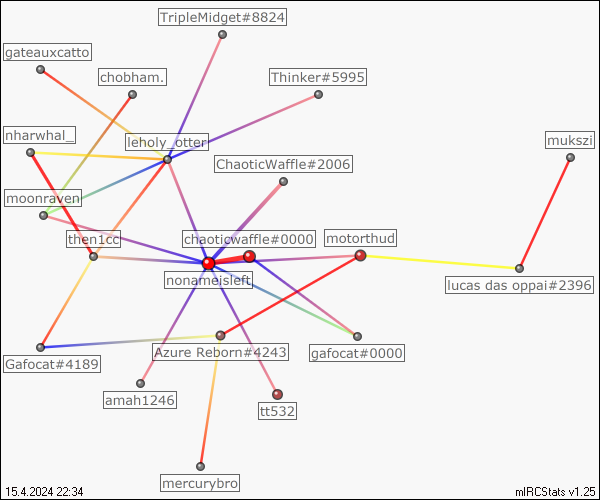 TripleMidget#8824
gateauxcatto
chobham.
Thinker#5995
nharwhal_
leholy_otter
mukszi
ChaoticWaffle#2006
moonraven
then1cc
chaoticwaffle#0000
motorthud
nonameisleft
lucas das oppai#2396
Azure Reborn#4243
gafocat#0000
Gafocat#4189
amah1246
tt532
mercurybro
15.4.2024 22:34
mIRCStats v1.25